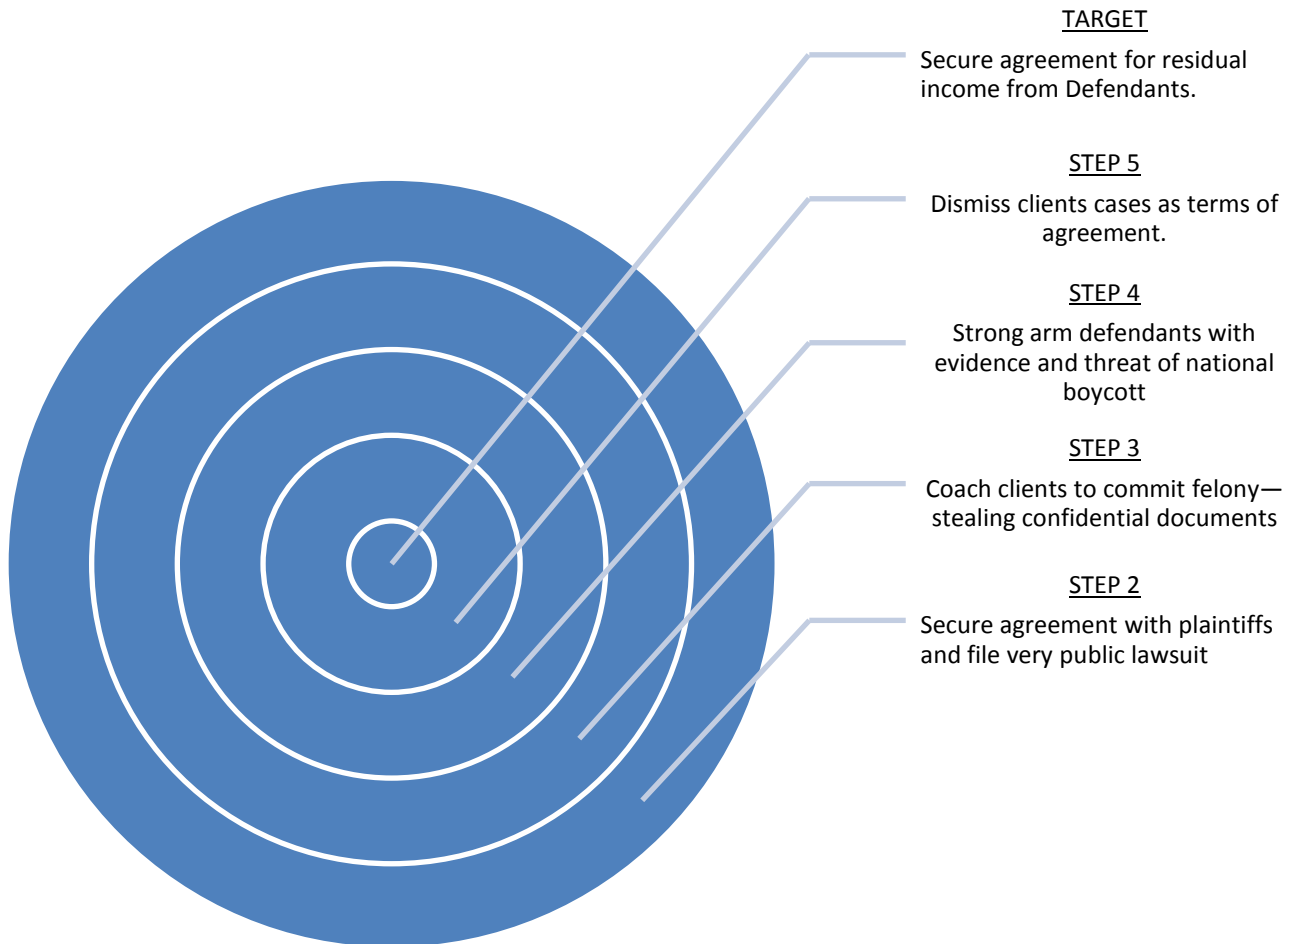 TARGET
Secure agreement for residual
income from Defendants.
STEP 5
Dismiss clients cases as terms of
agreement.
STEP 4
Strong arm defendants with
evidence and threat of national
boycott
STEP 3
Coach clients to commit felony—
stealing confidential documents
STEP 2
Secure agreement with plaintiffs
and file very public lawsuit